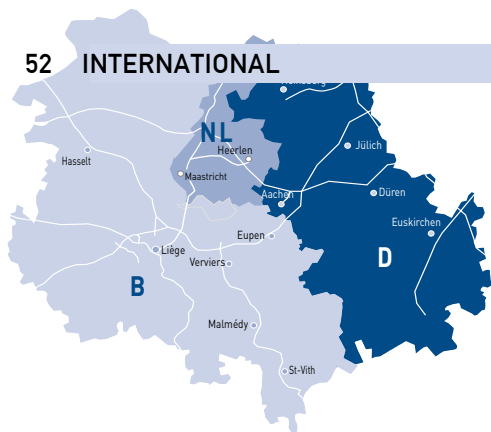 52 INTERNATIONAL
NL
Heerlen
Jülich
Hasselt
Maastricht
Aachen
Düren
Euskirchen
Eupen
Liège
Verviers
D
B
Malmédy
St-Vith